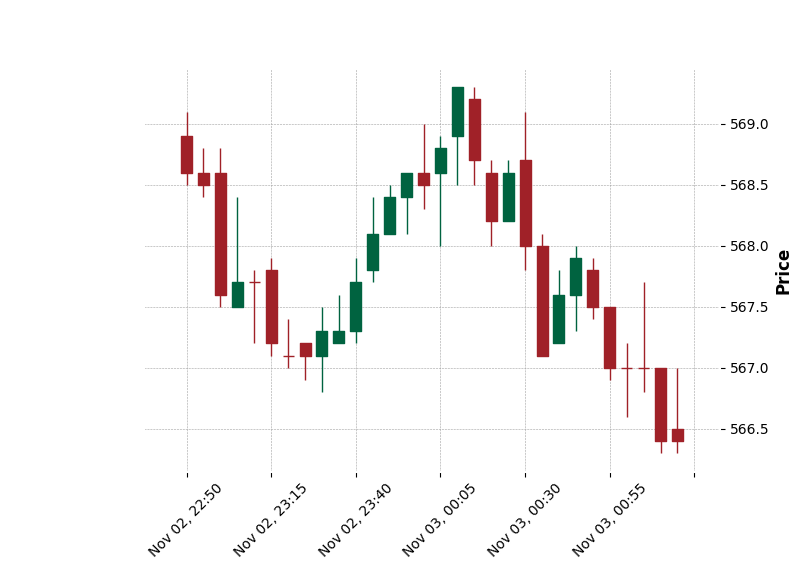 569.0
568.5
568.0
567.5
567.0
566.5
Price
Nov 02, 22:50
Nov 02, 23:15
Nov 02, 23:40
Nov 03, 00:05
Nov 03, 00:30
Nov 03, 00:55